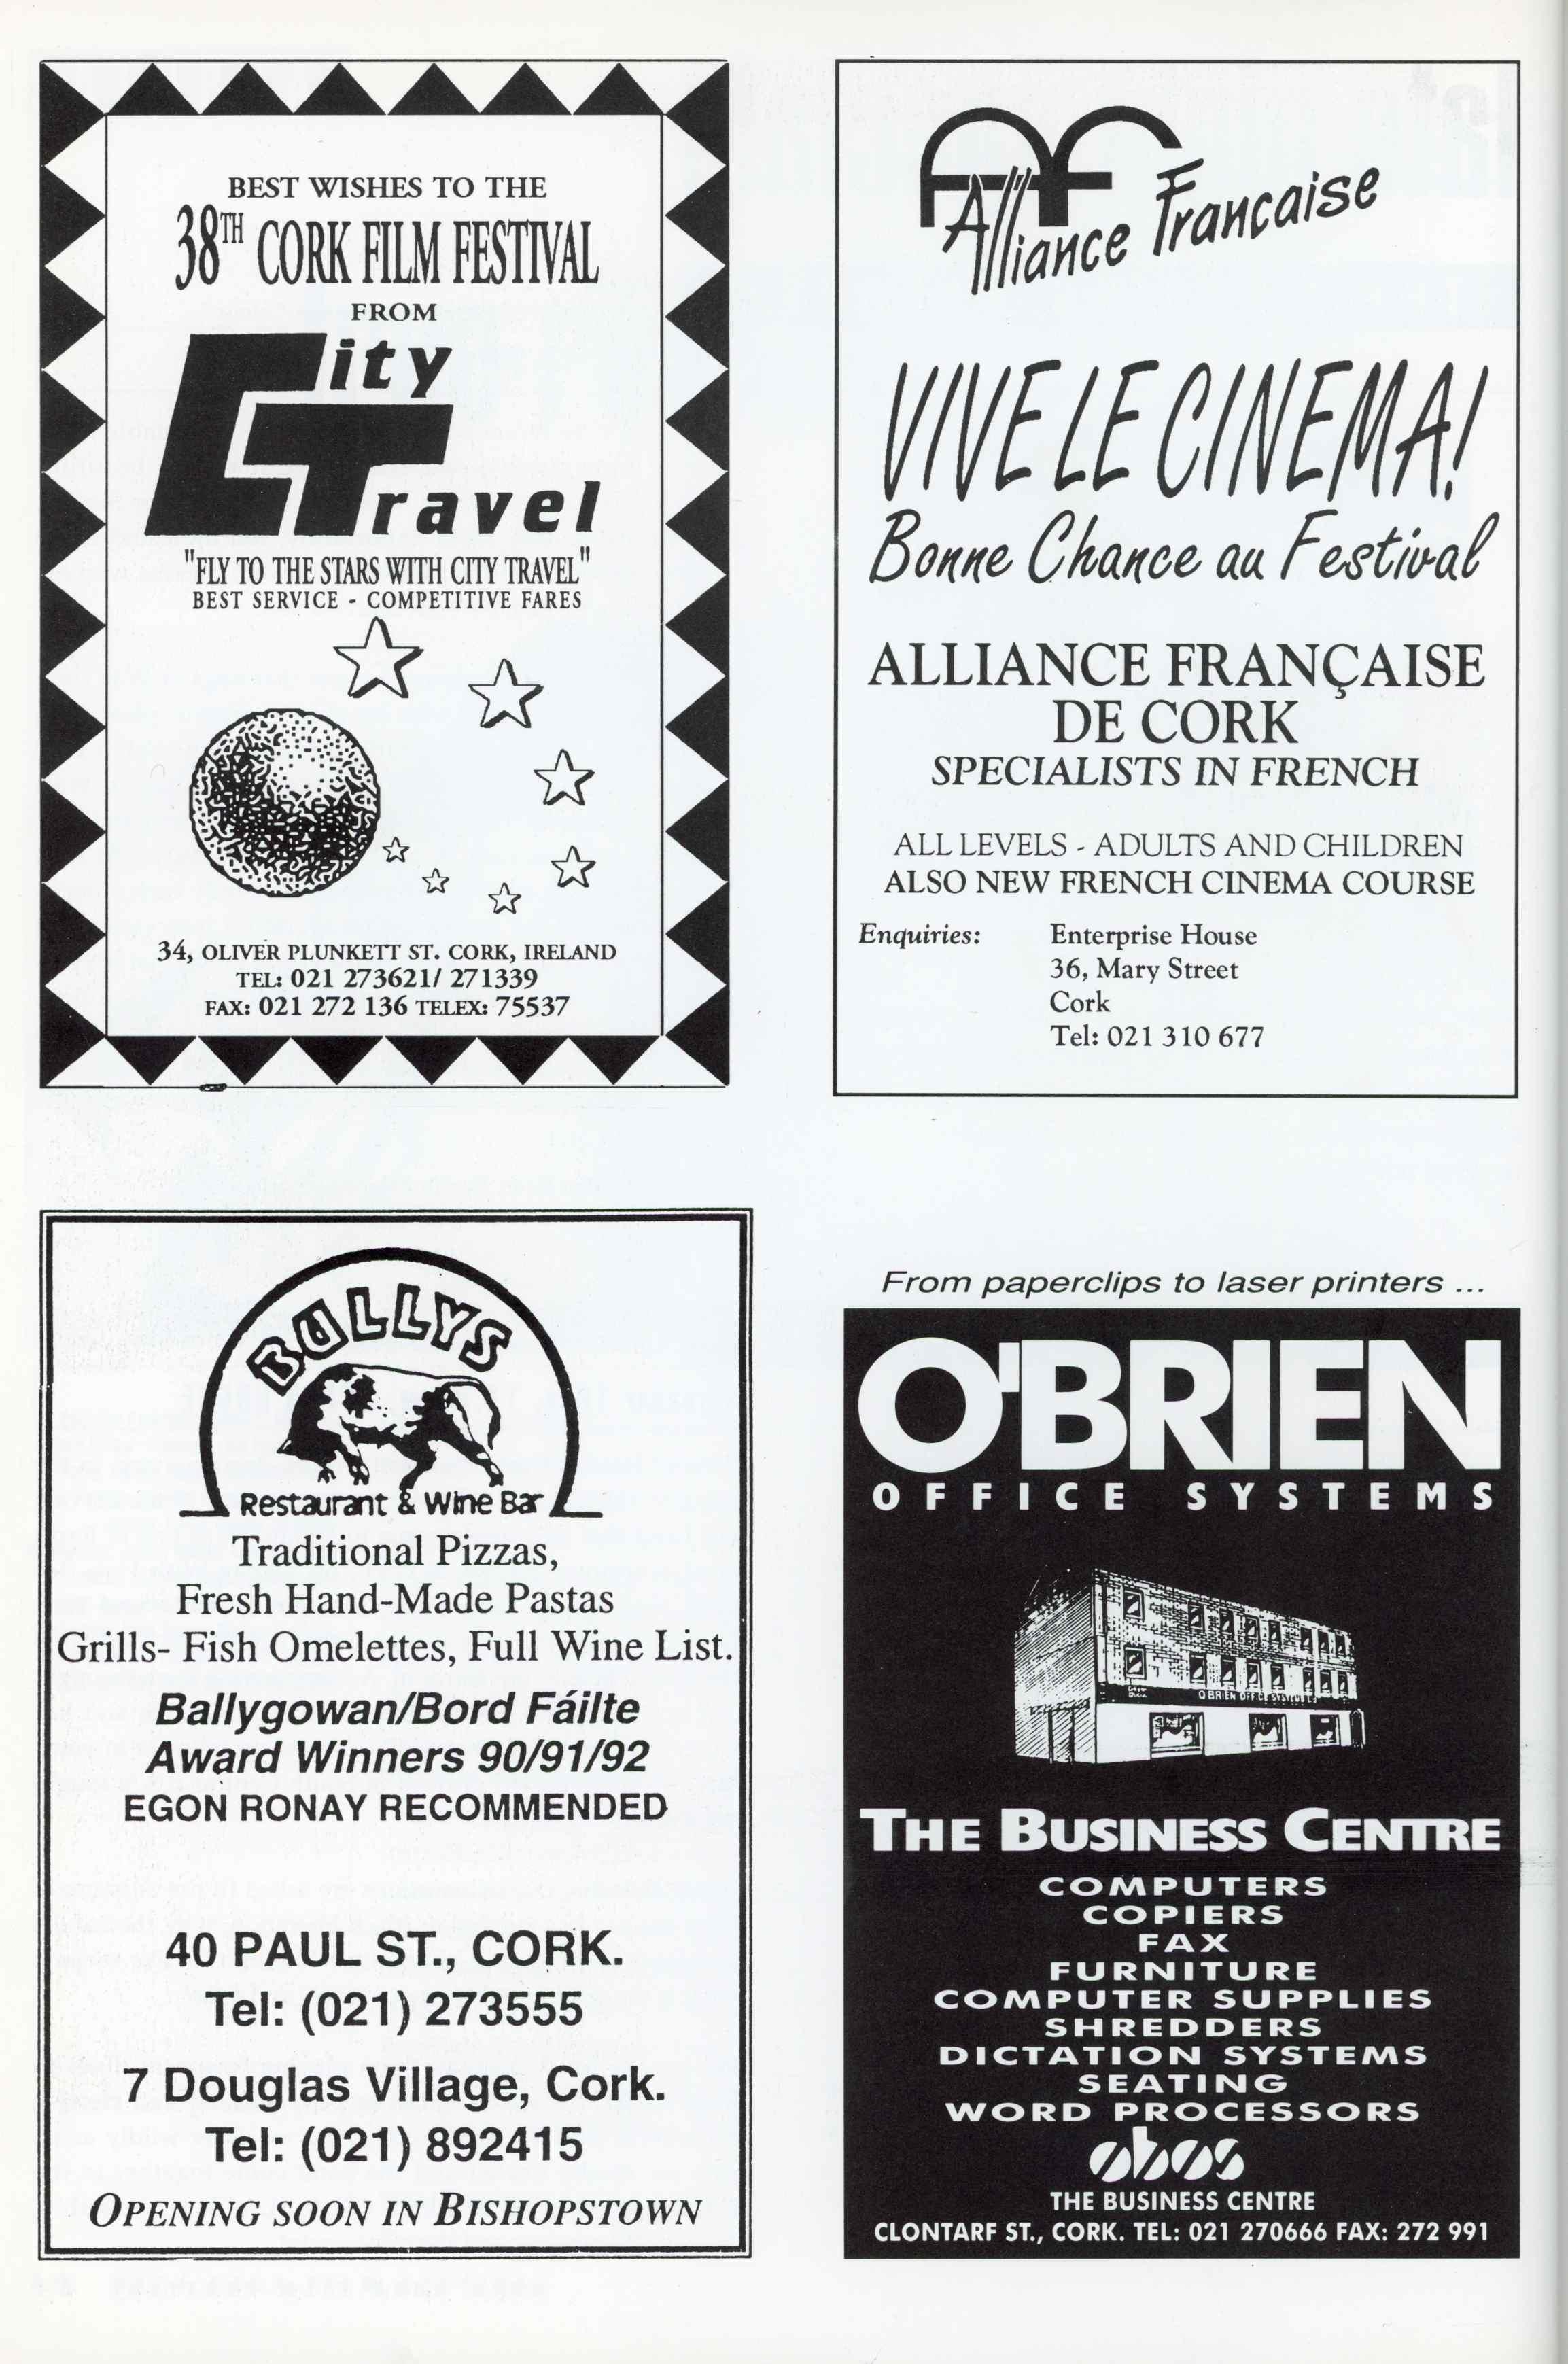 BEST WISHES TO THE
38TH CORK FILM FESTIVAL
FROM
City
Travel
"FLY TO THE STARS WITH CITY TRAVEL"
BEST SERVICE - COMPETITIVE FARES
34, OLIVER PLUNKETT ST. CORK, IRELAND
TEL: 021 273621/ 271339
FAX: 021 272 136 TELEX: 75537
AF
Alliance Francaise
VIVE LE CINEMA!
Bonne Chance au Festival
ALLIANCE FRANÇAISE
DE CORK
SPECIALISTS IN FRENCH
ALL LEVELS - ADULTS AND CHILDREN
ALSO NEW FRENCH CINEMA COURSE
Enquiries: Enterprise House
36, Mary Street
Cork
Tel: 021 310 677
BULLYS
Restaurant & Wine Bar
Traditional Pizzas,
Fresh Hand-Made Pastas
Grills- Fish Omelettes, Full Wine List.
Ballygowan/Bord Fáilte
Award Winners 90/91/92
EGON RONAY RECOMMENDED
40 PAUL ST., CORK.
Tel: (021) 273555
7 Douglas Village, Cork.
Tel: (021) 892415
OPENING SOON IN BISHOPSTOWN
From paperclips to laser printers ...
O'BRIEN
OFFICE SYSTEMS
O'BRIEN OFFICE SYSTEMS
THE BUSINESS CENTRE
COMPUTERS
COPIERS
FAX
FURNITURE
COMPUTER SUPPLIES
SHREDDERS
DICTATION SYSTEMS
SEATING
WORD PROCESSORS
obos
THE BUSINESS CENTRE
CLONTARF ST., CORK. TEL: 021 270666 FAX: 272 991